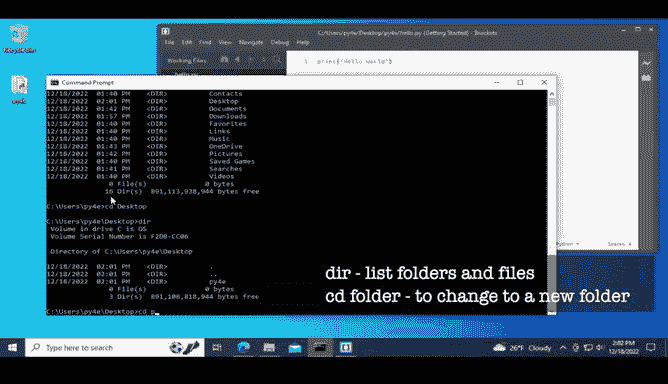 C:/Users/py4e/Desktop/py4e/hello.py (Getting Started) - Brackets
File Edit Find View Navigate Debug Help
Working Files
1 print('Hello world')
Recycle Bin
py4e
Command Prompt
12/18/2022 01:40 PM <DIR> Contacts
12/18/2022 02:01 PM <DIR> Desktop
12/18/2022 01:42 PM <DIR> Documents
12/18/2022 01:57 PM <DIR> Downloads
12/18/2022 01:40 PM <DIR> Favorites
12/18/2022 01:40 PM <DIR> Links
12/18/2022 01:40 PM <DIR> Music
12/18/2022 01:43 PM <DIR> OneDrive
12/18/2022 01:42 PM <DIR> Pictures
12/18/2022 01:40 PM <DIR> Saved Games
12/18/2022 01:41 PM <DIR> Searches
12/18/2022 01:40 PM <DIR> Videos
0 File(s) 0 bytes
16 Dir(s) 891,113,938,944 bytes free
C:\Users\py4e>cd Desktop
C:\Users\py4e\Desktop>dir
Volume in drive C is OS
Volume Serial Number is F2D8-CC06
Directory of C:\Users\py4e\Desktop
12/18/2022 02:01 PM <DIR> .
12/18/2022 02:01 PM <DIR> ..
12/18/2022 02:01 PM <DIR> py4e
0 File(s) 0 bytes
3 Dir(s) 891,108,018,944 bytes free
C:\Users\py4e\Desktop>cd p
Python
Spaces: 4
dir - list folders and files
cd folder - to change to a new folder
Type here to search
26°F Cloudy
2:02 PM
12/18/2022